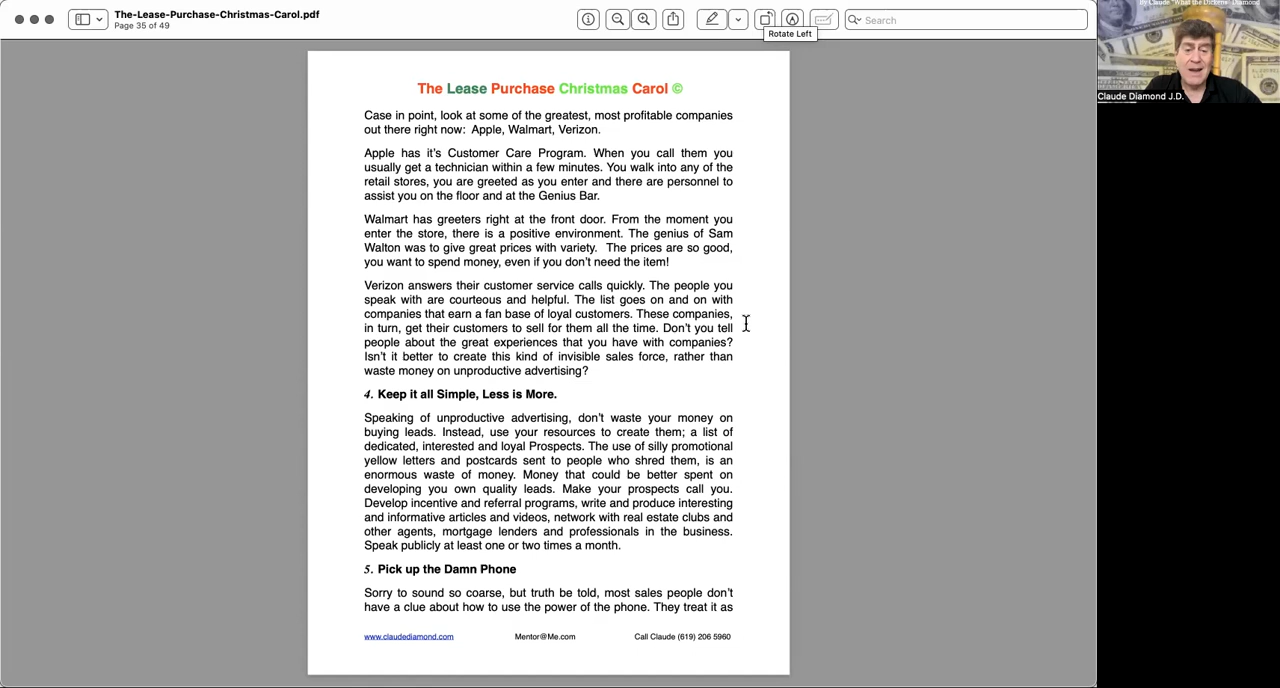 The-Lease-Purchase-Christmas-Carol.pdf
Page 35 of 49
Search
Rotate Left
By Claude "What the Dickens" Diamond
Claude Diamond J.D.
The Lease Purchase Christmas Carol ©
Case in point, look at some of the greatest, most profitable companies
out there right now: Apple, Walmart, Verizon.
Apple has it's Customer Care Program. When you call them you
usually get a technician within a few minutes. You walk into any of the
retail stores, you are greeted as you enter and there are personnel to
assist you on the floor and at the Genius Bar.
Walmart has greeters right at the front door. From the moment you
enter the store, there is a positive environment. The genius of Sam
Walton was to give great prices with variety. The prices are so good,
you want to spend money, even if you don't need the item!
Verizon answers their customer service calls quickly. The people you
speak with are courteous and helpful. The list goes on and on with
companies that earn a fan base of loyal customers. These companies,
in turn, get their customers to sell for them all the time. Don't you tell
people about the great experiences that you have with companies?
Isn't it better to create this kind of invisible sales force, rather than
waste money on unproductive advertising?
4. Keep it all Simple, Less is More.
Speaking of unproductive advertising, don't waste your money on
buying leads. Instead, use your resources to create them; a list of
dedicated, interested and loyal Prospects. The use of silly promotional
yellow letters and postcards sent to people who shred them, is an
enormous waste of money. Money that could be better spent on
developing you own quality leads. Make your prospects call you.
Develop incentive and referral programs, write and produce interesting
and informative articles and videos, network with real estate clubs and
other agents, mortgage lenders and professionals in the business.
Speak publicly at least one or two times a month.
5. Pick up the Damn Phone
Sorry to sound so coarse, but truth be told, most sales people don't
have a clue about how to use the power of the phone. They treat it as
www.claudediamond.com Mentor@Me.com Call Claude (619) 206 5960